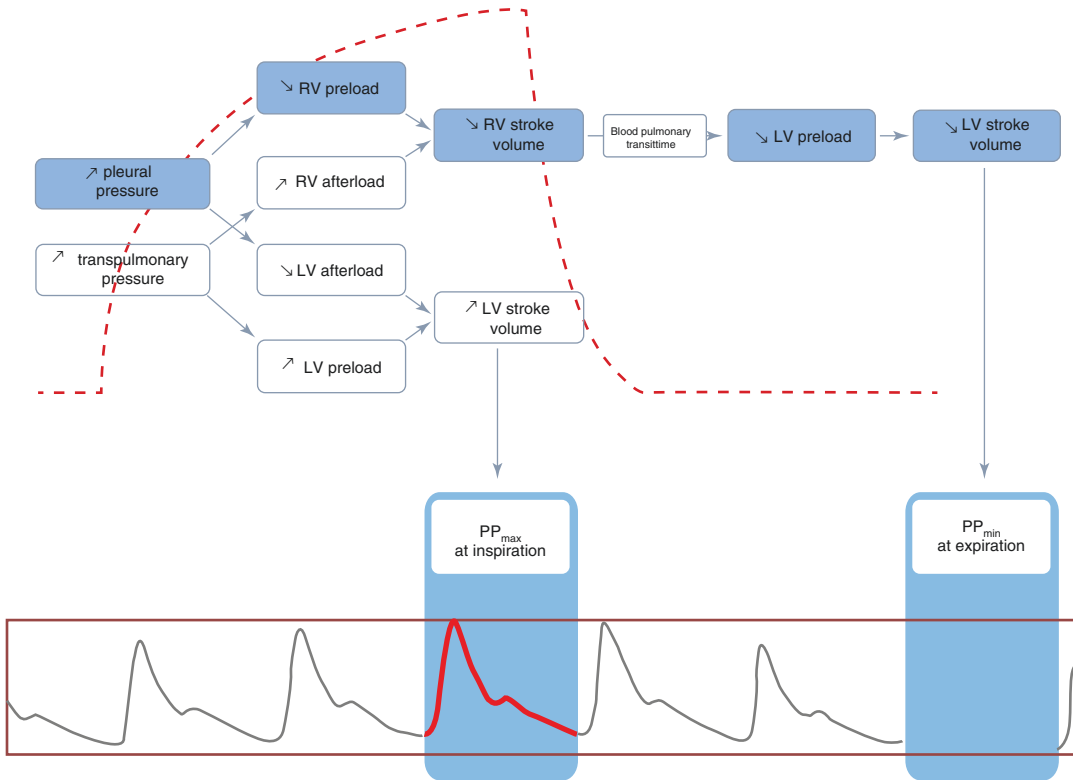 ↘ RV preload
↘ RV stroke
volume
Blood pulmonary
transittime
↘ LV preload
↘ LV stroke
volume
↗ pleural
pressure
↗ RV afterload
↗ transpulmonary
pressure
↘ LV afterload
↗ LV stroke
volume
↗ LV preload
PPmax
at inspiration
PPmin
at expiration